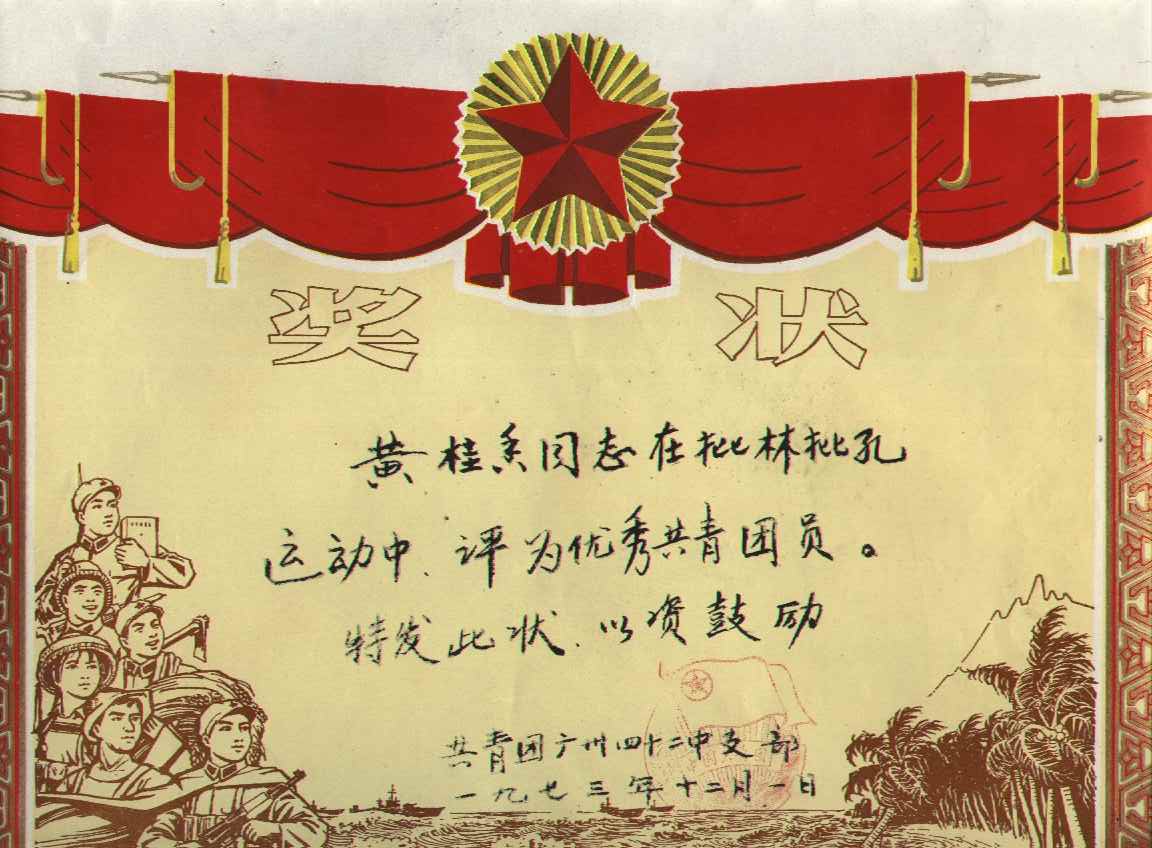 奖状
黄桂香同志在批林批孔
运动中、评为优秀共青团员。
特发此状、以资鼓励
共青团广州四十二中支部
一九七三年十二月一日